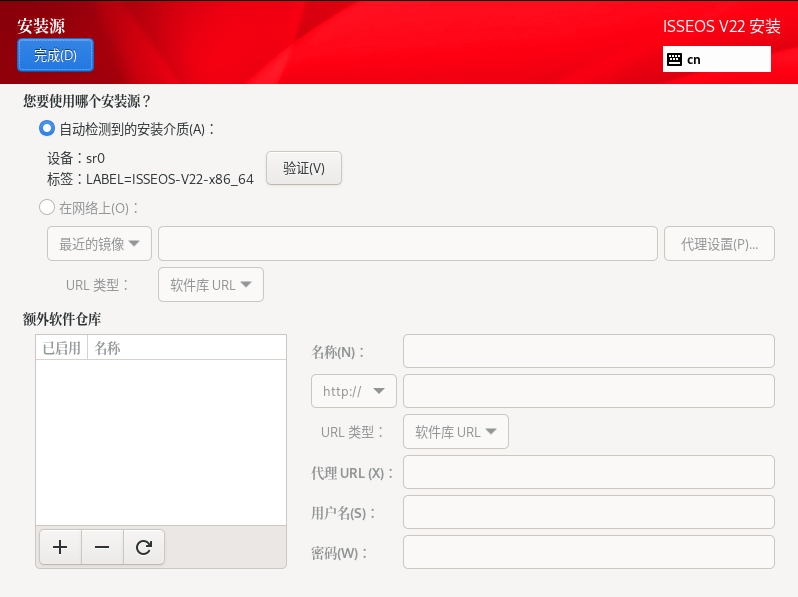 安装源
ISSEOS V22 安装
完成(D)
cn
您要使用哪个安装源？
自动检测到的安装介质(A)：
设备：sr0
标签：LABEL=ISSEOS-V22-x86_64
验证(V)
在网络上(O)：
最近的镜像
代理设置(P)...
URL 类型：
软件库 URL
额外软件仓库
已启用
名称
名称(N)：
http://
URL 类型：
软件库 URL
代理 URL (X)：
用户名(S)：
密码(W)：